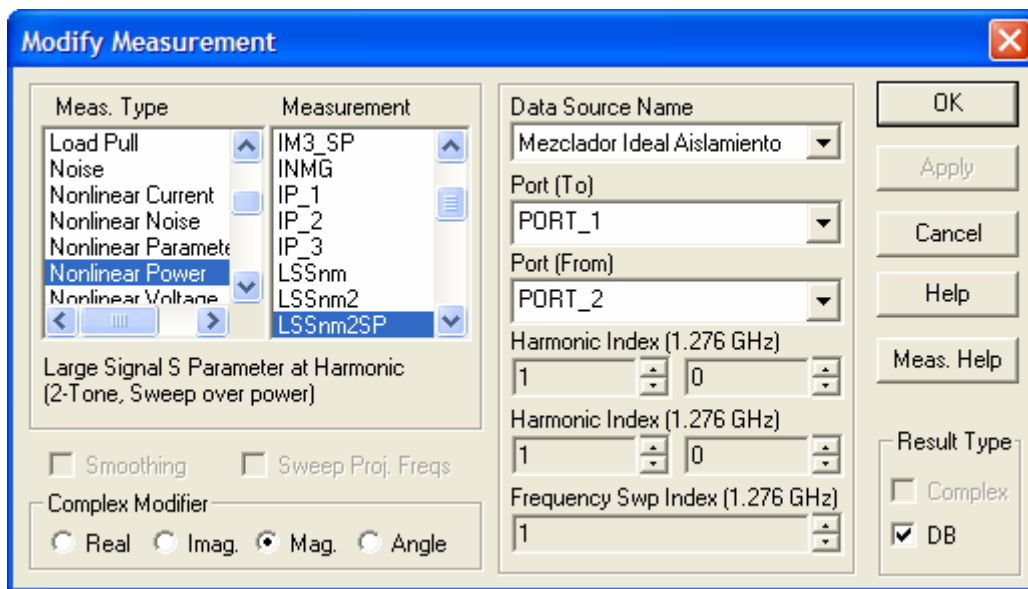 Modify Measurement
Meas. Type
Load Pull
Noise
Nonlinear Current
Nonlinear Noise
Nonlinear Paramete
Nonlinear Power
Nonlinear Voltage
Measurement
IM3_SP
INMG
IP_1
IP_2
IP_3
LSSnm
LSSnm2
LSSnm2SP
Large Signal S Parameter at Harmonic
(2-Tone, Sweep over power)
Smoothing
Sweep Proj. Freqs
Complex Modifier
Real
Imag.
Mag.
Angle
Data Source Name
Mezclador Ideal Aislamiento
Port (To)
PORT_1
Port (From)
PORT_2
Harmonic Index (1.276 GHz)
1 0
Harmonic Index (1.276 GHz)
1 0
Frequency Swp Index (1.276 GHz)
1
OK
Apply
Cancel
Help
Meas. Help
Result Type
Complex
DB